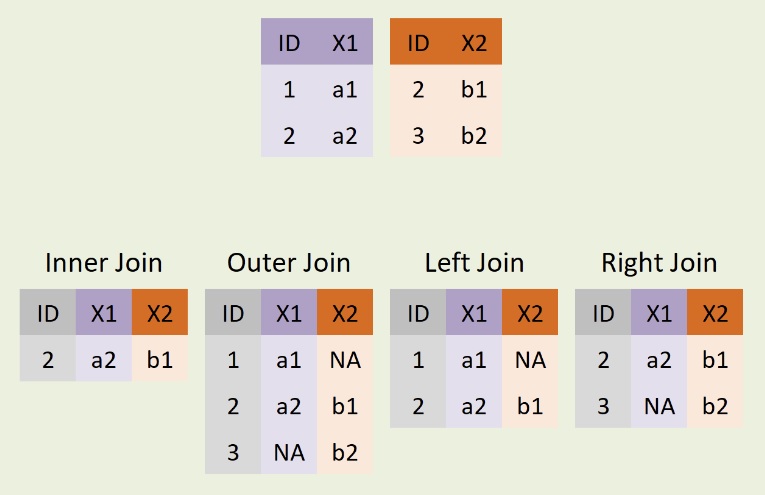 ID X1 ID X2
1 a1 2 b1
2 a2 3 b2
Inner Join Outer Join Left Join Right Join
ID X1 X2 ID X1 X2 ID X1 X2 ID X1 X2
2 a2 b1 1 a1 NA 1 a1 NA 2 a2 b1
2 a2 b1 2 a2 b1 3 NA b2
3 NA b2